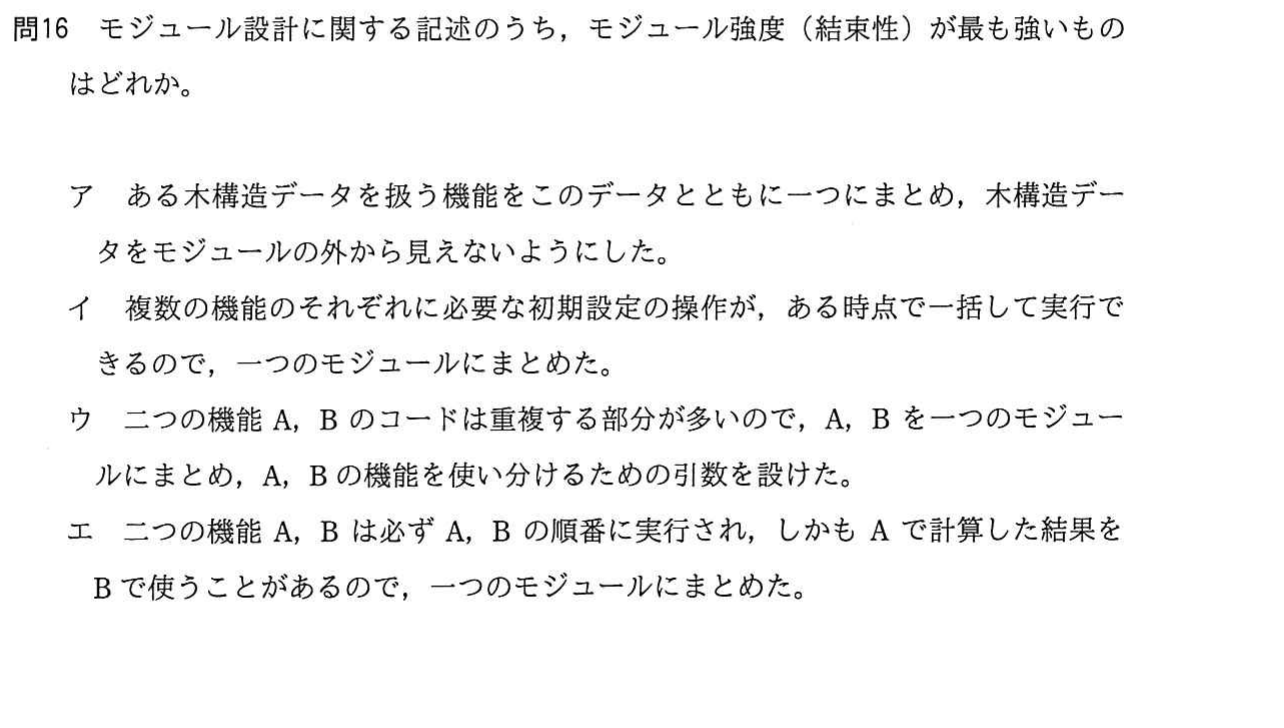 問16 モジュール設計に関する記述のうち，モジュール強度（結束性）が最も強いもの
はどれか。
ア ある木構造データを扱う機能をこのデータとともに一つにまとめ，木構造デー
タをモジュールの外から見えないようにした。
イ 複数の機能のそれぞれに必要な初期設定の操作が，ある時点で一括して実行で
きるので，一つのモジュールにまとめた。
ウ 二つの機能 A，B のコードは重複する部分が多いので，A，B を一つのモジュー
ルにまとめ，A，B の機能を使い分けるための引数を設けた。
エ 二つの機能 A，B は必ず A，B の順番に実行され，しかも A で計算した結果を
B で使うことがあるので，一つのモジュールにまとめた。